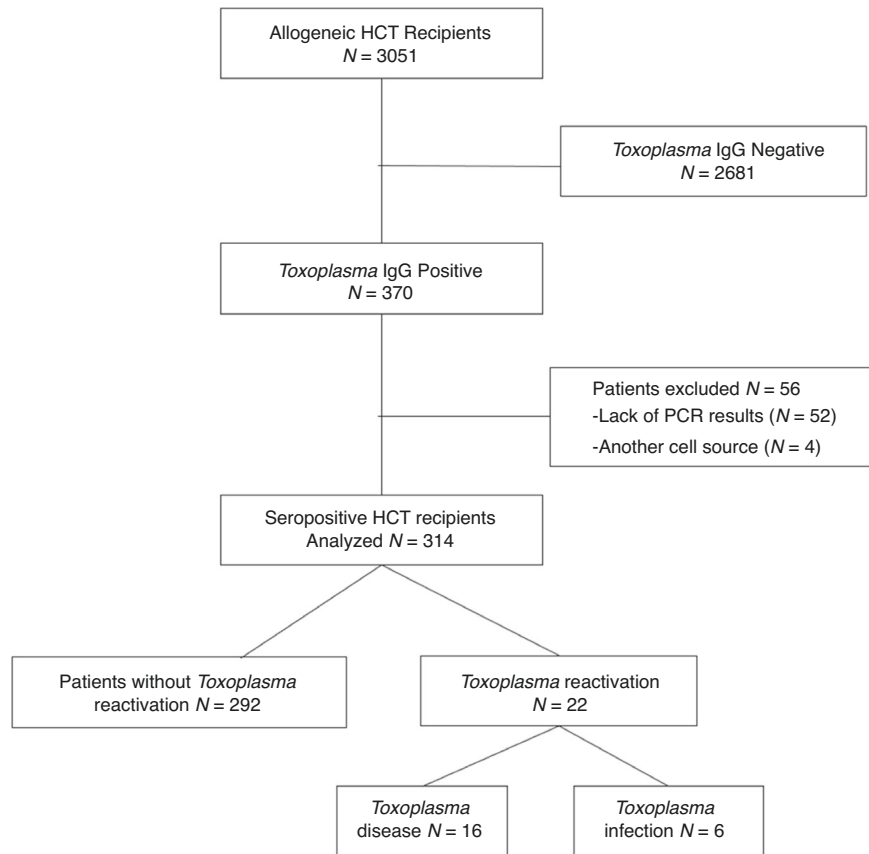 Allogeneic HCT Recipients
N = 3051
Toxoplasma IgG Negative
N = 2681
Toxoplasma IgG Positive
N = 370
Patients excluded N = 56
-Lack of PCR results (N = 52)
-Another cell source (N = 4)
Seropositive HCT recipients
Analyzed N = 314
Patients without Toxoplasma
reactivation N = 292
Toxoplasma reactivation
N = 22
Toxoplasma
disease N = 16
Toxoplasma
infection N = 6